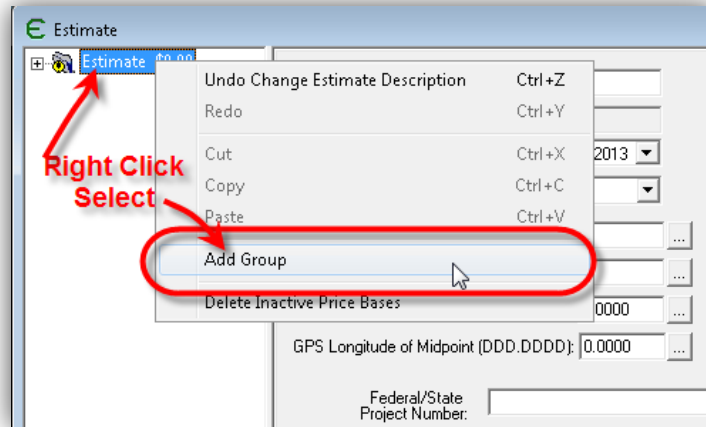 Estimate
Estimate $0.00
Undo Change Estimate Description Ctrl+Z
Redo Ctrl+Y
Cut Ctrl+X
2013
Copy Ctrl+C
Paste Ctrl+V
...
Add Group
...
Delete Inactive Price Bases
0000
...
GPS Longitude of Midpoint (DDD.DDDD): 0.0000
...
Federal/State
Project Number:
Right Click
Select